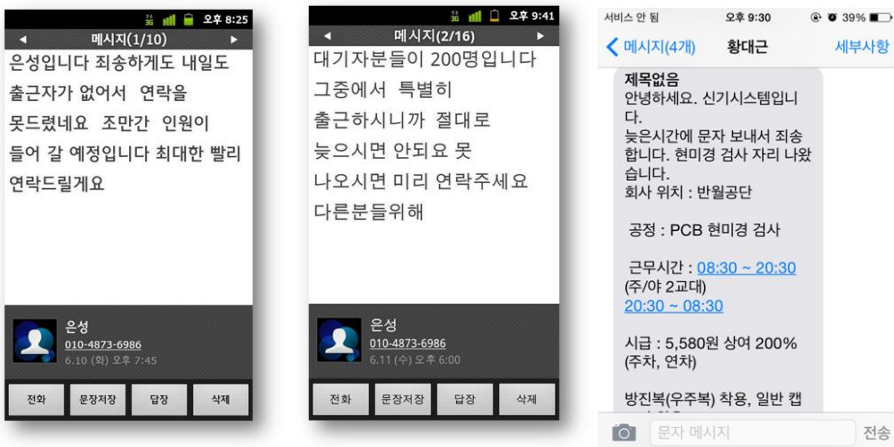 3G 오후 8:25
메시지(1/10)
은성입니다 죄송하게도 내일도
출근자가 없어서 연락을
못드렸네요 조만간 인원이
들어 갈 예정입니다 최대한 빨리
연락드릴게요
은성
010-4873-6986
6.10 (화) 오후 7:45
전화 문장저장 답장 삭제
3G 오후 9:41
메시지(2/16)
대기자분들이 200명입니다
그중에서 특별히
출근하시니까 절대로
늦으시면 안되요 못
나오시면 미리 연락주세요
다른분들위해
은성
010-4873-6986
6.11 (수) 오후 6:00
전화 문장저장 답장 삭제
서비스 안 됨 오후 9:30 39%
메시지(4개) 황대근 세부사항
제목없음
안녕하세요. 신기시스템입니
다.
늦은시간에 문자 보내서 죄송
합니다. 현미경 검사 자리 나왔
습니다.
회사 위치 : 반월공단
공정 : PCB 현미경 검사
근무시간 : 08:30 ~ 20:30
(주/야 2교대)
20:30 ~ 08:30
시급 : 5,580원 상여 200%
(주차, 연차)
방진복(우주복) 착용, 일반 캡
문자 메시지 전송